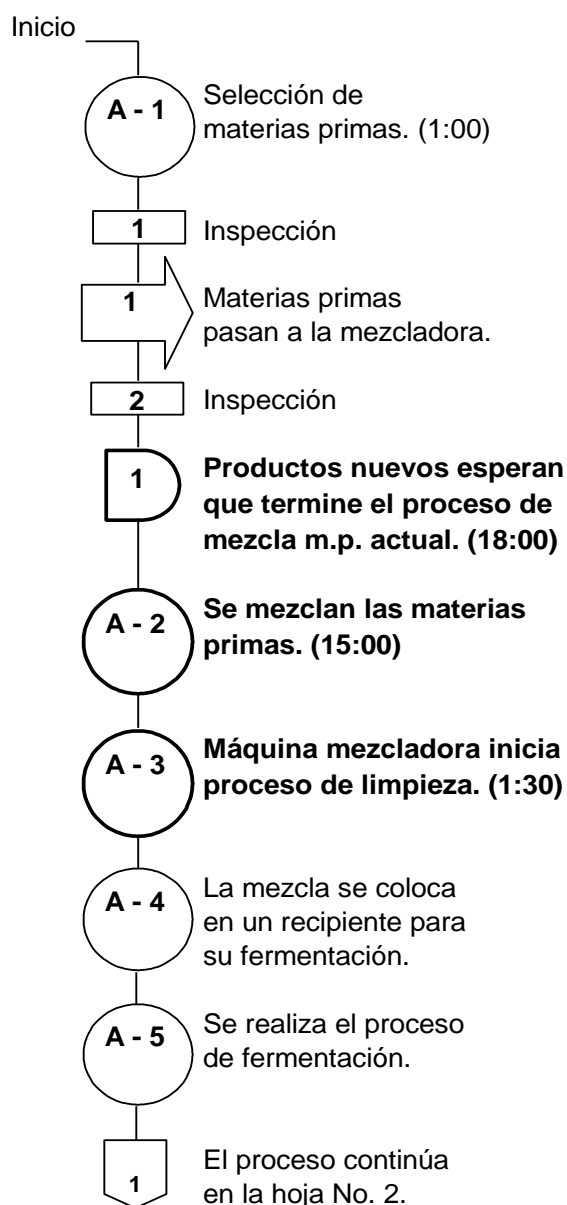 Inicio
A - 1
Selección de
materias primas. (1:00)
1
Inspección
1
Materias primas
pasan a la mezcladora.
2
Inspección
1
Productos nuevos esperan
que termine el proceso de
mezcla m.p. actual. (18:00)
A - 2
Se mezclan las materias
primas. (15:00)
A - 3
Máquina mezcladora inicia
proceso de limpieza. (1:30)
A - 4
La mezcla se coloca
en un recipiente para
su fermentación.
A - 5
Se realiza el proceso
de fermentación.
1
El proceso continúa
en la hoja No. 2.